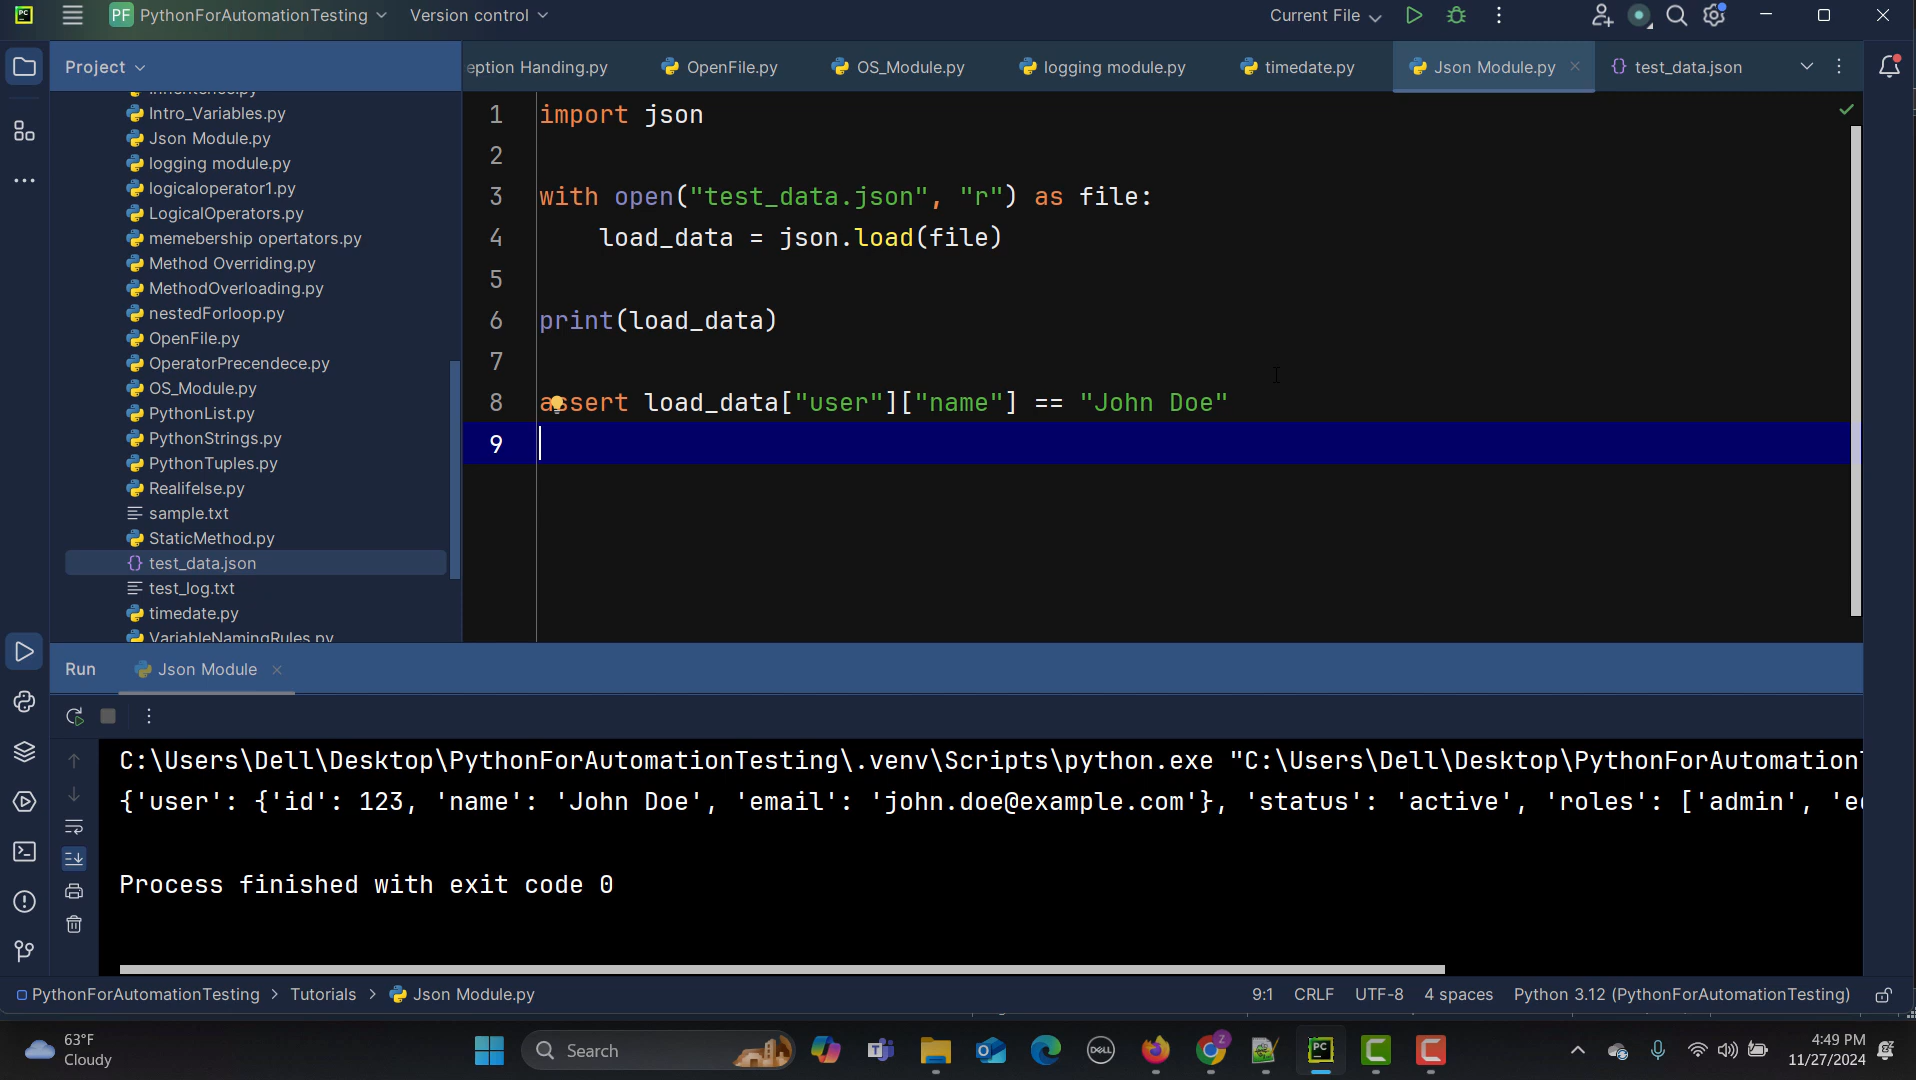 PF PythonForAutomationTesting Version control Current File
Project
eption Handing.py OpenFile.py OS_Module.py logging module.py timedate.py Json Module.py test_data.json
Inheritence.py
Intro_Variables.py
Json Module.py
logging module.py
logicaloperator1.py
LogicalOperators.py
memebership opertators.py
Method Overriding.py
MethodOverloading.py
nestedForloop.py
OpenFile.py
OperatorPrecendece.py
OS_Module.py
PythonList.py
PythonStrings.py
PythonTuples.py
Realifelse.py
sample.txt
StaticMethod.py
test_data.json
test_log.txt
timedate.py
VariableNamingRules.py
1 import json
2
3 with open("test_data.json", "r") as file:
4 load_data = json.load(file)
5
6 print(load_data)
7
8 assert load_data["user"]["name"] == "John Doe"
9
Run Json Module
C:\Users\Dell\Desktop\PythonForAutomationTesting\.venv\Scripts\python.exe "C:\Users\Dell\Desktop\PythonForAutomation
{'user': {'id': 123, 'name': 'John Doe', 'email': 'john.doe@example.com'}, 'status': 'active', 'roles': ['admin', 'e
Process finished with exit code 0
PythonForAutomationTesting > Tutorials > Json Module.py 9:1 CRLF UTF-8 4 spaces Python 3.12 (PythonForAutomationTesting)
63°F
Cloudy
Search
4:49 PM
11/27/2024